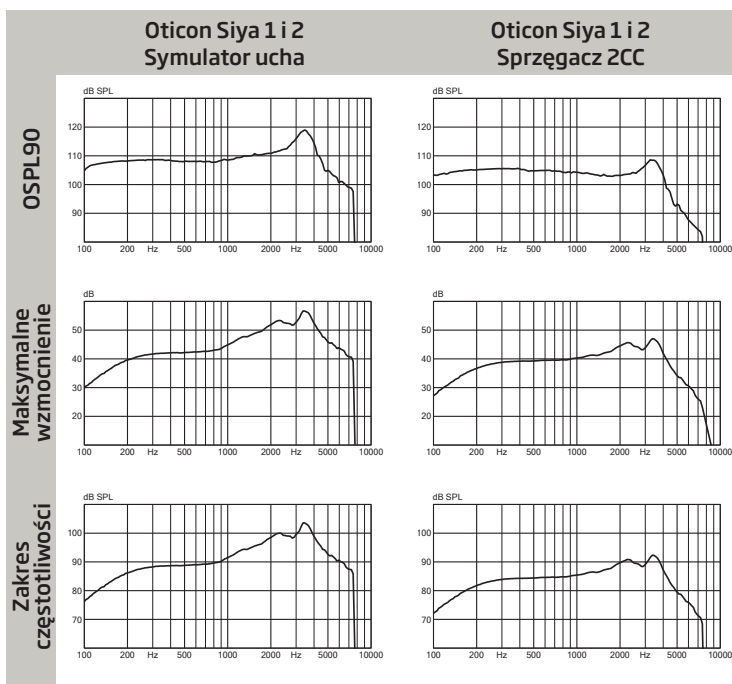 Oticon Siya 1 i 2
Symulator ucha
Oticon Siya 1 i 2
Sprzęgacz 2CC
OSPL90
dB SPL
120
110
100
90
100 200 Hz 500 1000 2000 Hz 5000 10000
dB SPL
120
110
100
90
100 200 Hz 500 1000 2000 Hz 5000 10000
Maksymalne
wzmocnienie
dB
50
40
30
20
100 200 Hz 500 1000 2000 Hz 5000 10000
dB
50
40
30
20
100 200 Hz 500 1000 2000 Hz 5000 10000
Zakres
częstotliwości
dB SPL
100
90
80
70
100 200 Hz 500 1000 2000 Hz 5000 10000
dB SPL
100
90
80
70
100 200 Hz 500 1000 2000 Hz 5000 10000